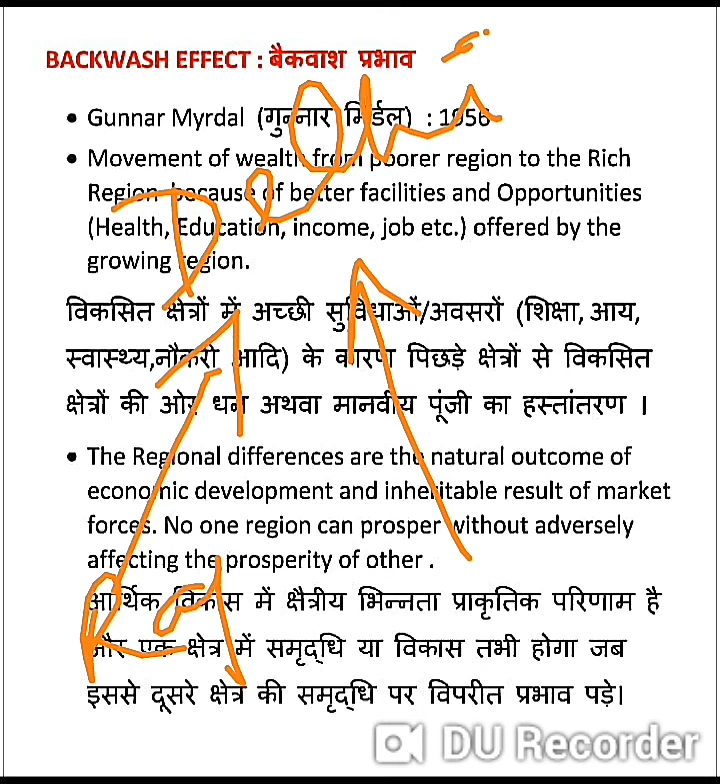 BACKWASH EFFECT : बैकवाश प्रभाव
• Gunnar Myrdal (गुन्नार मिर्डल) : 1956
• Movement of wealth from poorer region to the Rich
Region because of better facilities and Opportunities
(Health, Education, income, job etc.) offered by the
growing region.
विकसित क्षेत्रों में अच्छी सुविधाओं/अवसरों (शिक्षा, आय,
स्वास्थ्य,नौकरी आदि) के कारण पिछड़े क्षेत्रों से विकसित
क्षेत्रों की ओर धन अथवा मानवीय पूंजी का हस्तांतरण ।
• The Regional differences are the natural outcome of
economic development and inheritable result of market
forces. No one region can prosper without adversely
affecting the prosperity of other .
आर्थिक विकास में क्षैत्रीय भिन्नता प्राकृतिक परिणाम है
और एक क्षेत्र में समृद्धि या विकास तभी होगा जब
इससे दूसरे क्षेत्र की समृद्धि पर विपरीत प्रभाव पड़े।
Delhi
Raj
DU Recorder